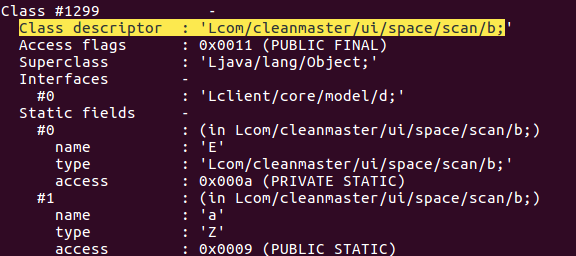 Class #1299            -
  Class descriptor  : 'Lcom/cleanmaster/ui/space/scan/b;'
  Access flags      : 0x0011 (PUBLIC FINAL)
  Superclass        : 'Ljava/lang/Object;'
  Interfaces        -
    #0              : 'Lclient/core/model/d;'
  Static fields     -
    #0              : (in Lcom/cleanmaster/ui/space/scan/b;)
      name          : 'E'
      type          : 'Lcom/cleanmaster/ui/space/scan/b;'
      access        : 0x000a (PRIVATE STATIC)
    #1              : (in Lcom/cleanmaster/ui/space/scan/b;)
      name          : 'a'
      type          : 'Z'
      access        : 0x0009 (PUBLIC STATIC)